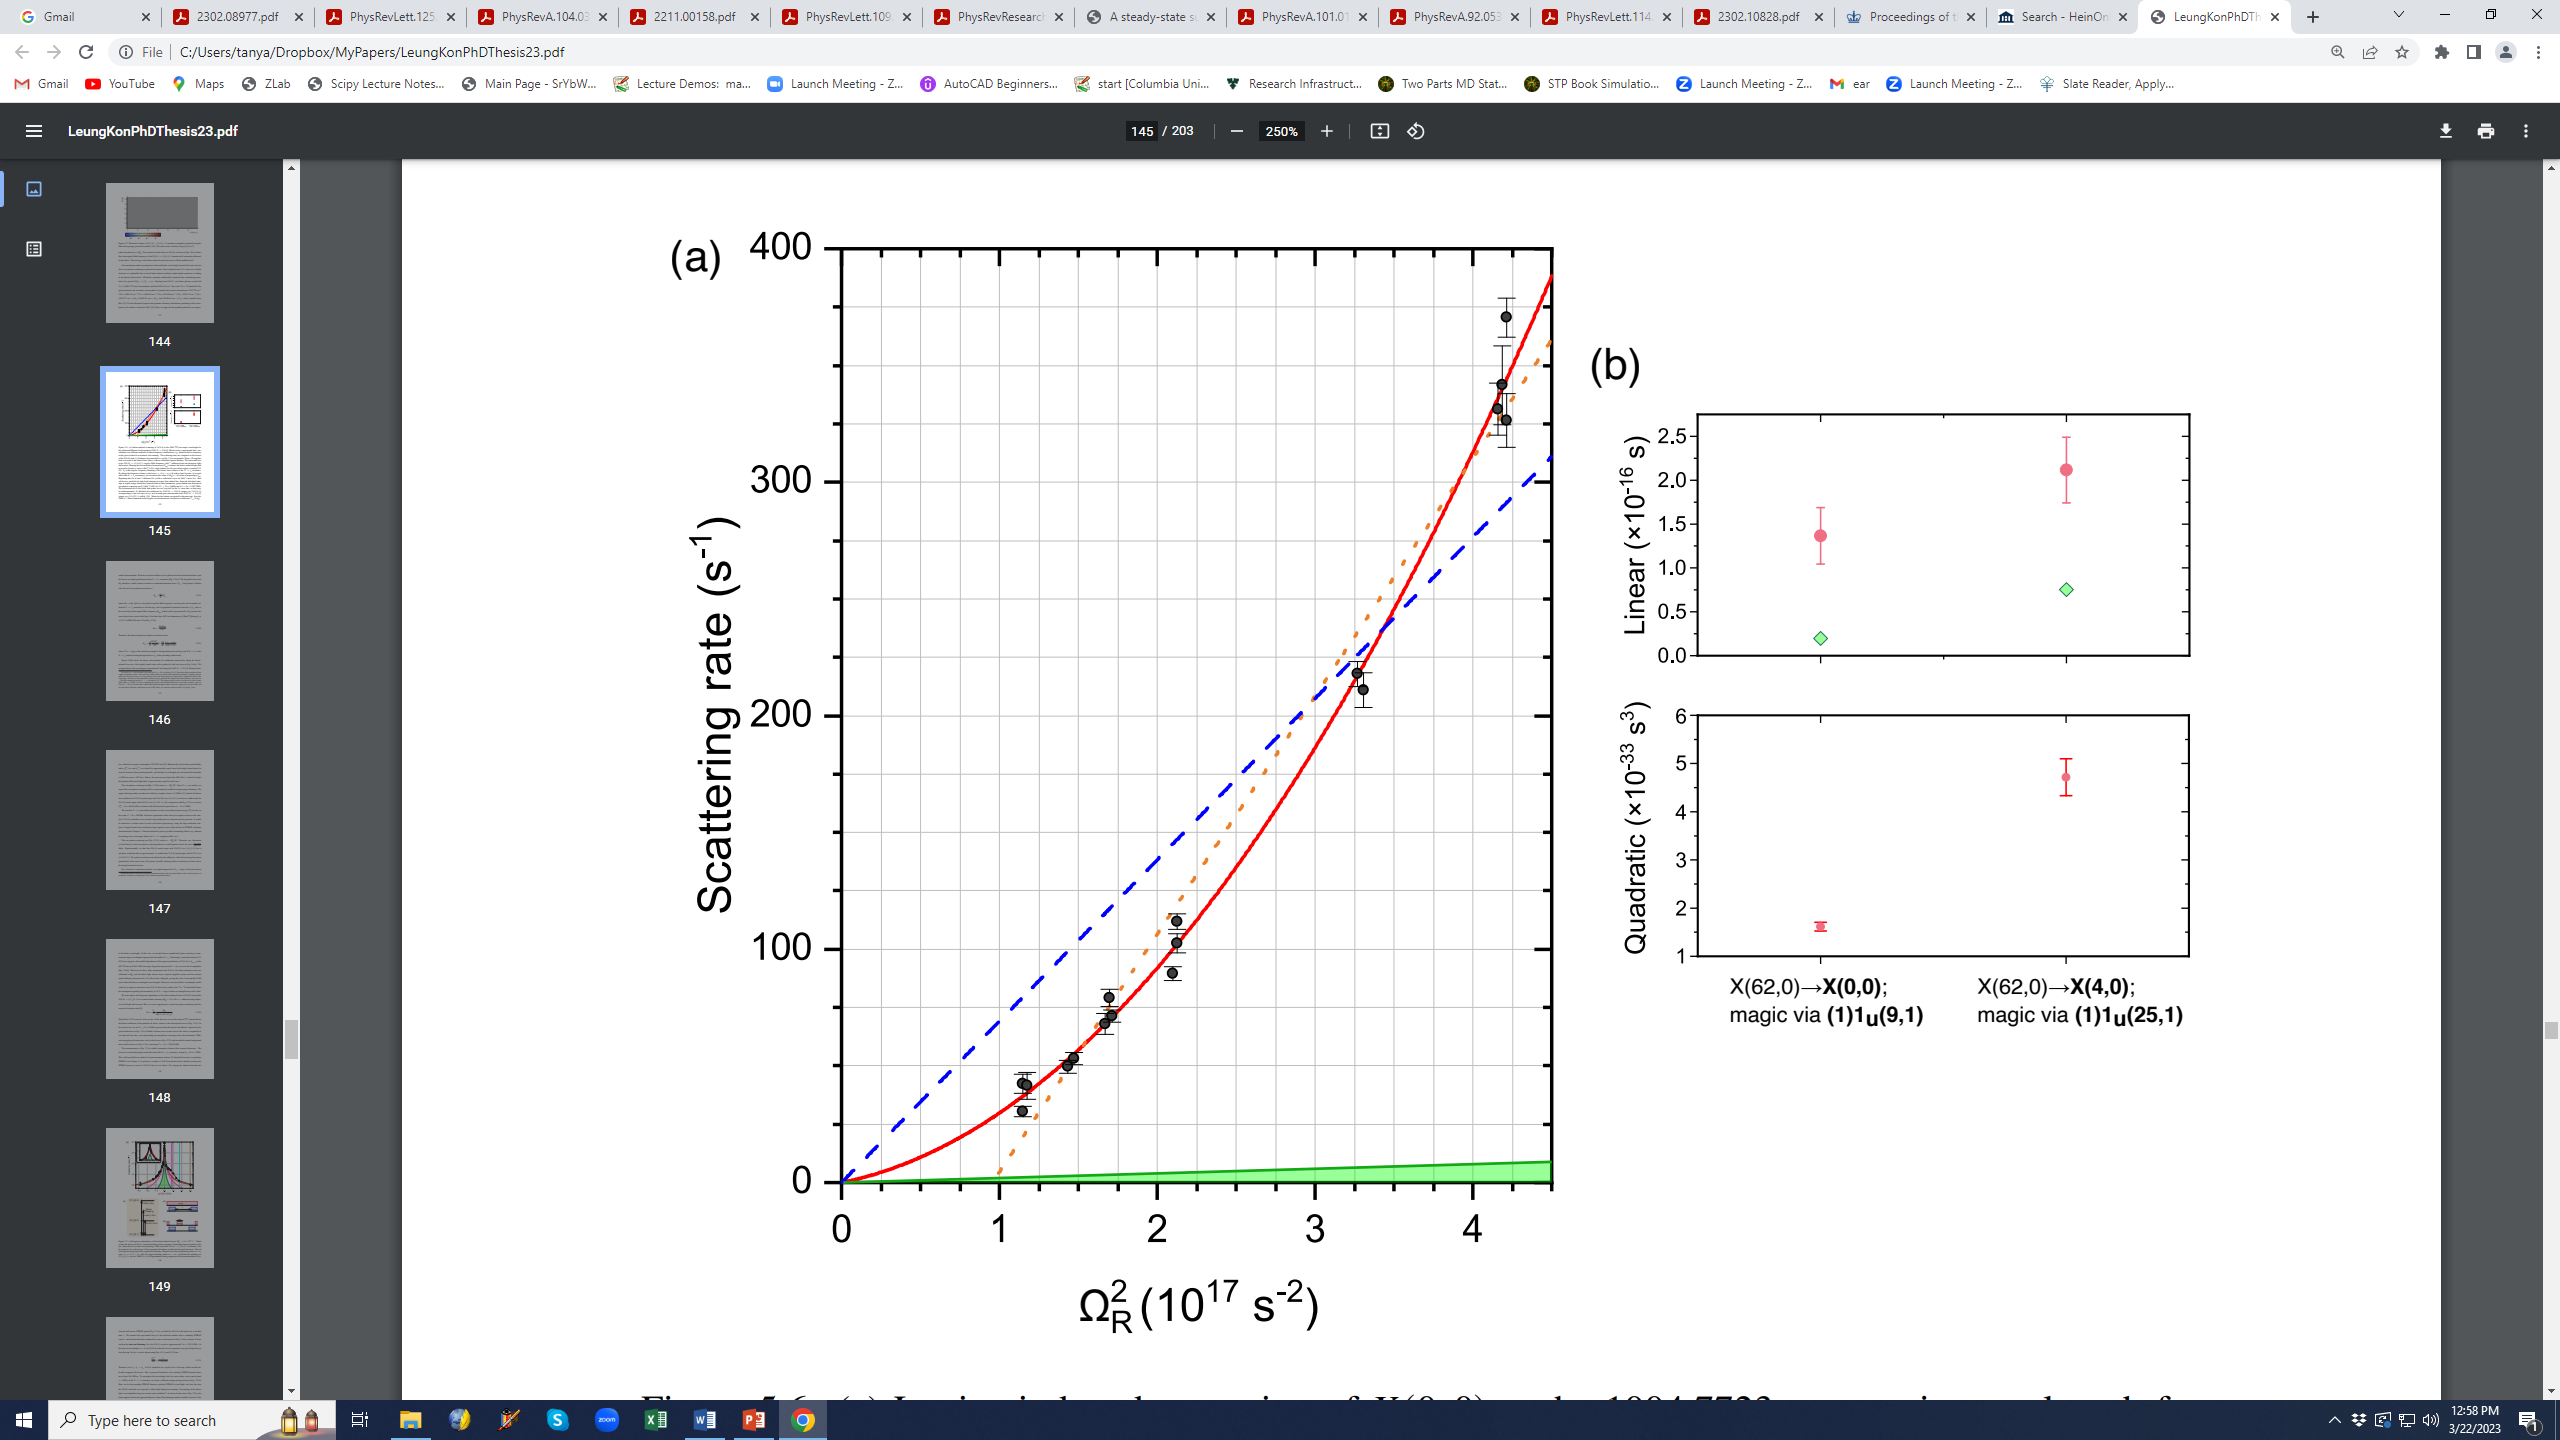 Gmail
2302.08977.pdf
PhysRevLett.125.
PhysRevA.104.03
2211.00158.pdf
PhysRevLett.109.
PhysRevResearch
A steady-state s
PhysRevA.101.01
PhysRevA.92.053
PhysRevLett.114.
2302.10828.pdf
Proceedings of t
Search - HeinOn
LeungKonPhDTh
File
C:/Users/tanya/Dropbox/MyPapers/LeungKonPhDThesis23.pdf
Gmail
YouTube
Maps
ZLab
Scipy Lecture Notes...
Main Page - SrYbW...
Lecture Demos: ma...
Launch Meeting - Z...
AutoCAD Beginners...
start [Columbia Uni...
Research Infrastruct...
Two Parts MD Stat...
STP Book Simulatio...
Launch Meeting - Z...
ear
Launch Meeting - Z...
Slate Reader, Apply...
LeungKonPhDThesis23.pdf
145 / 203
250%
144
145
146
147
148
149
(a)
400
300
200
100
0
Scattering rate (s⁻¹)
0 1 2 3 4
Ω²_R (10¹⁷ s⁻²)
(b)
Linear (×10⁻¹⁶ s)
2.5
2.0
1.5
1.0
0.5
0.0
Quadratic (×10⁻³³ s³)
6
5
4
3
2
1
X(62,0)→X(0,0);
magic via (1)1u(9,1)
X(62,0)→X(4,0);
magic via (1)1u(25,1)
Type here to search
zoom
12:58 PM
3/22/2023
1